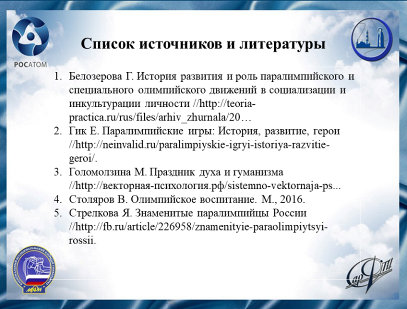 РОСАТОМ
Список источников и литературы
1. Белозерова Г. История развития и роль паралимпийского и
специального олимпийского движений в социализации и
инкультурации личности //http://teoria-
practica.ru/rus/files/arhiv_zhurnala/20…
2. Гик Е. Паралимпийские игры: История, развитие, герои
//http://neinvalid.ru/paralimpiyskie-igryi-istoriya-razvitie-
geroi/.
3. Голомолзина М. Праздник духа и гуманизма
//http://векторная-психология.рф/sistemno-vektornaja-ps...
4. Столяров В. Олимпийское воспитание. М., 2016.
5. Стрелкова Я. Знаменитые паралимпийцы России
//http://fb.ru/article/226958/znamenityie-paraolimpiytsyi-
rossii.